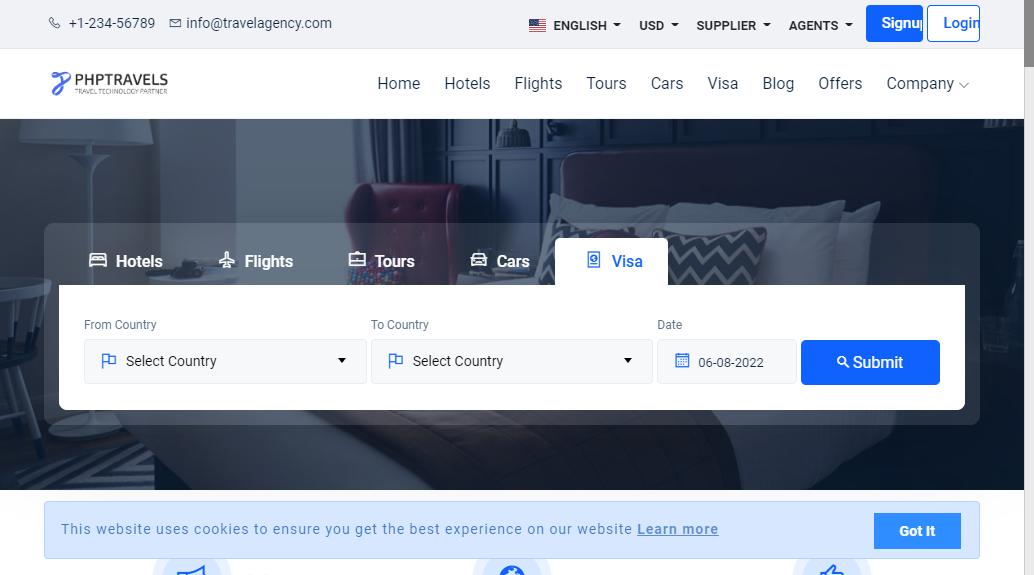 +1-234-56789 info@travelagency.com ENGLISH USD SUPPLIER AGENTS Signup Login
PHPTRAVELS
TRAVEL TECHNOLOGY PARTNER
Home Hotels Flights Tours Cars Visa Blog Offers Company
Hotels Flights Tours Cars Visa
From Country To Country Date
Select Country Select Country 06-08-2022 Submit
This website uses cookies to ensure you get the best experience on our website Learn more Got It